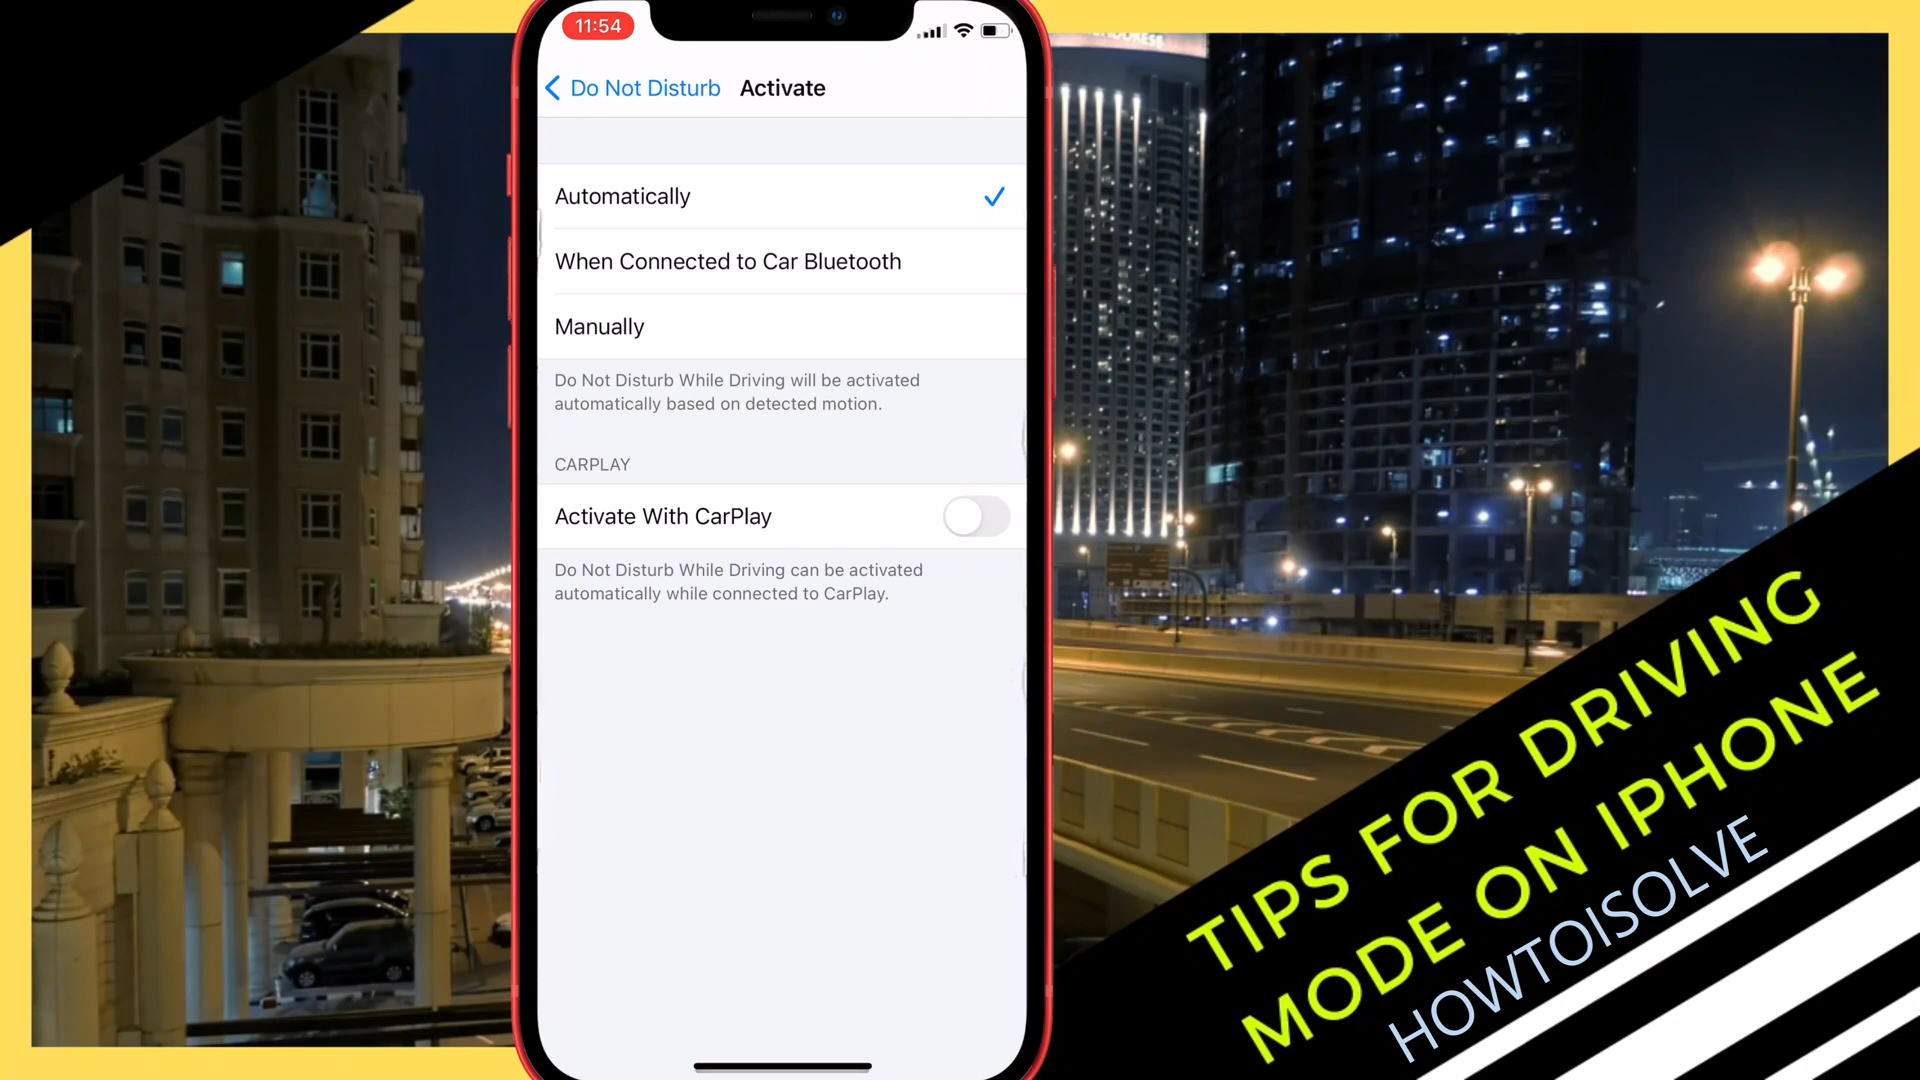 11:54
Do Not Disturb Activate
Automatically
When Connected to Car Bluetooth
Manually
Do Not Disturb While Driving will be activated
automatically based on detected motion.
CARPLAY
Activate With CarPlay
Do Not Disturb While Driving can be activated
automatically while connected to CarPlay.
TIPS FOR DRIVING
MODE ON IPHONE
HOWTOISOLVE